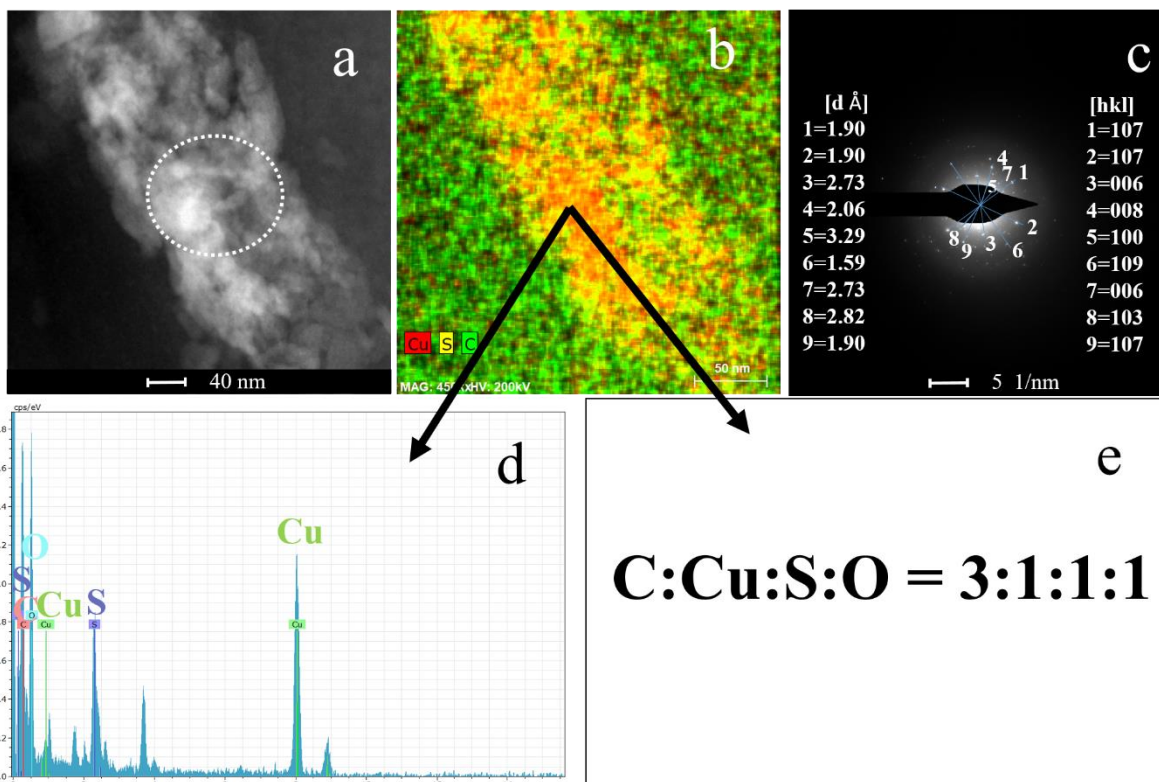 a
b
c
[d Å]
1=1.90
2=1.90
3=2.73
4=2.06
5=3.29
6=1.59
7=2.73
8=2.82
9=1.90
4
7 1
5
2
8 3
9 6
[hkl]
1=107
2=107
3=006
4=008
5=100
6=109
7=006
8=103
9=107
40 nm
Cu S C
HV: 200kV
50 nm
5 1/nm
cps/eV
d
O
Cu
S
C
Cu
S
C
O
Cu
S
Cu
e
C:Cu:S:O = 3:1:1:1